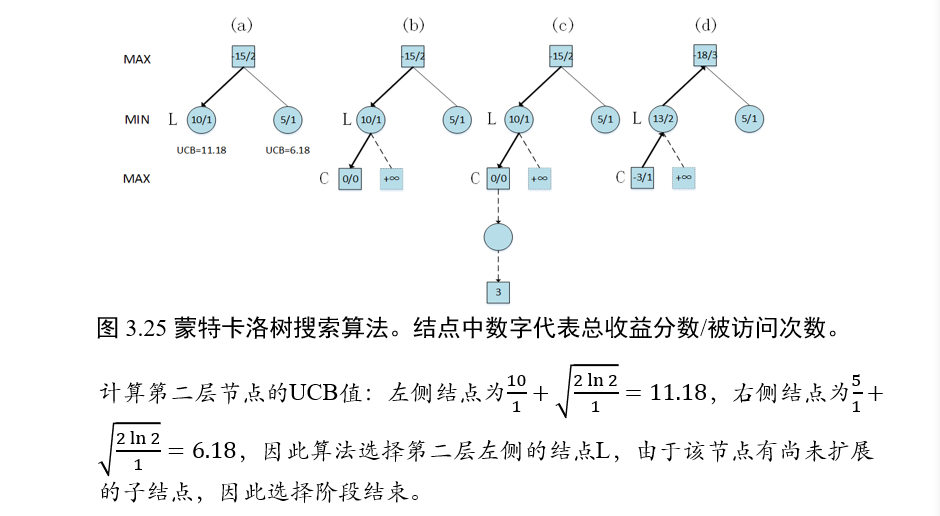 (a) (b) (c) (d)
MAX -15/2 -15/2 -15/2 -18/3
MIN L 10/1 5/1 L 10/1 5/1 L 10/1 5/1 L 13/2 5/1
UCB=11.18 UCB=6.18
MAX C 0/0 +∞ C 0/0 +∞ C -3/1 +∞
3
图 3.25 蒙特卡洛树搜索算法。结点中数字代表总收益分数/被访问次数。
计算第二层节点的UCB值：左侧结点为10/1 + √(2 ln 2/1) = 11.18，右侧结点为5/1 +
√(2 ln 2/1) = 6.18，因此算法选择第二层左侧的结点L，由于该节点有尚未扩展
的子结点，因此选择阶段结束。